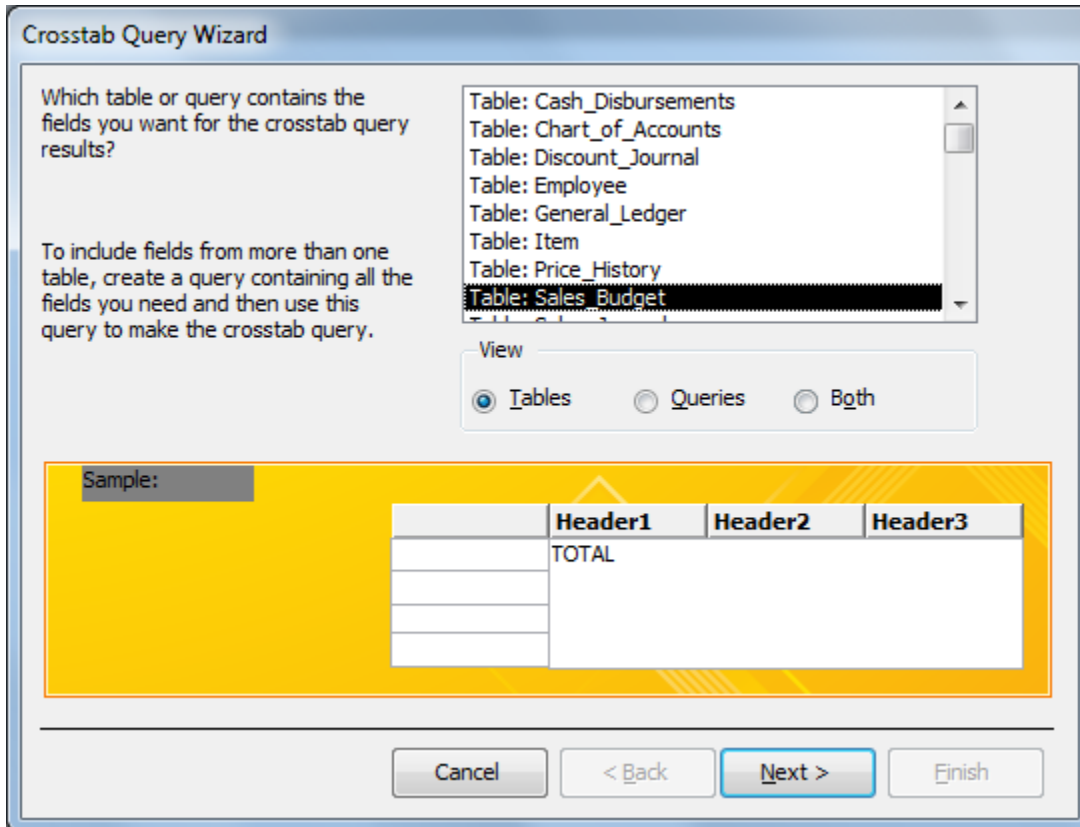 Crosstab Query Wizard
Which table or query contains the
fields you want for the crosstab query
results?
To include fields from more than one
table, create a query containing all the
fields you need and then use this
query to make the crosstab query.
Table: Cash_Disbursements
Table: Chart_of_Accounts
Table: Discount_Journal
Table: Employee
Table: General_Ledger
Table: Item
Table: Price_History
Table: Sales_Budget
View
Tables
Queries
Both
Sample:
Header1 Header2 Header3
TOTAL
Cancel < Back Next > Finish